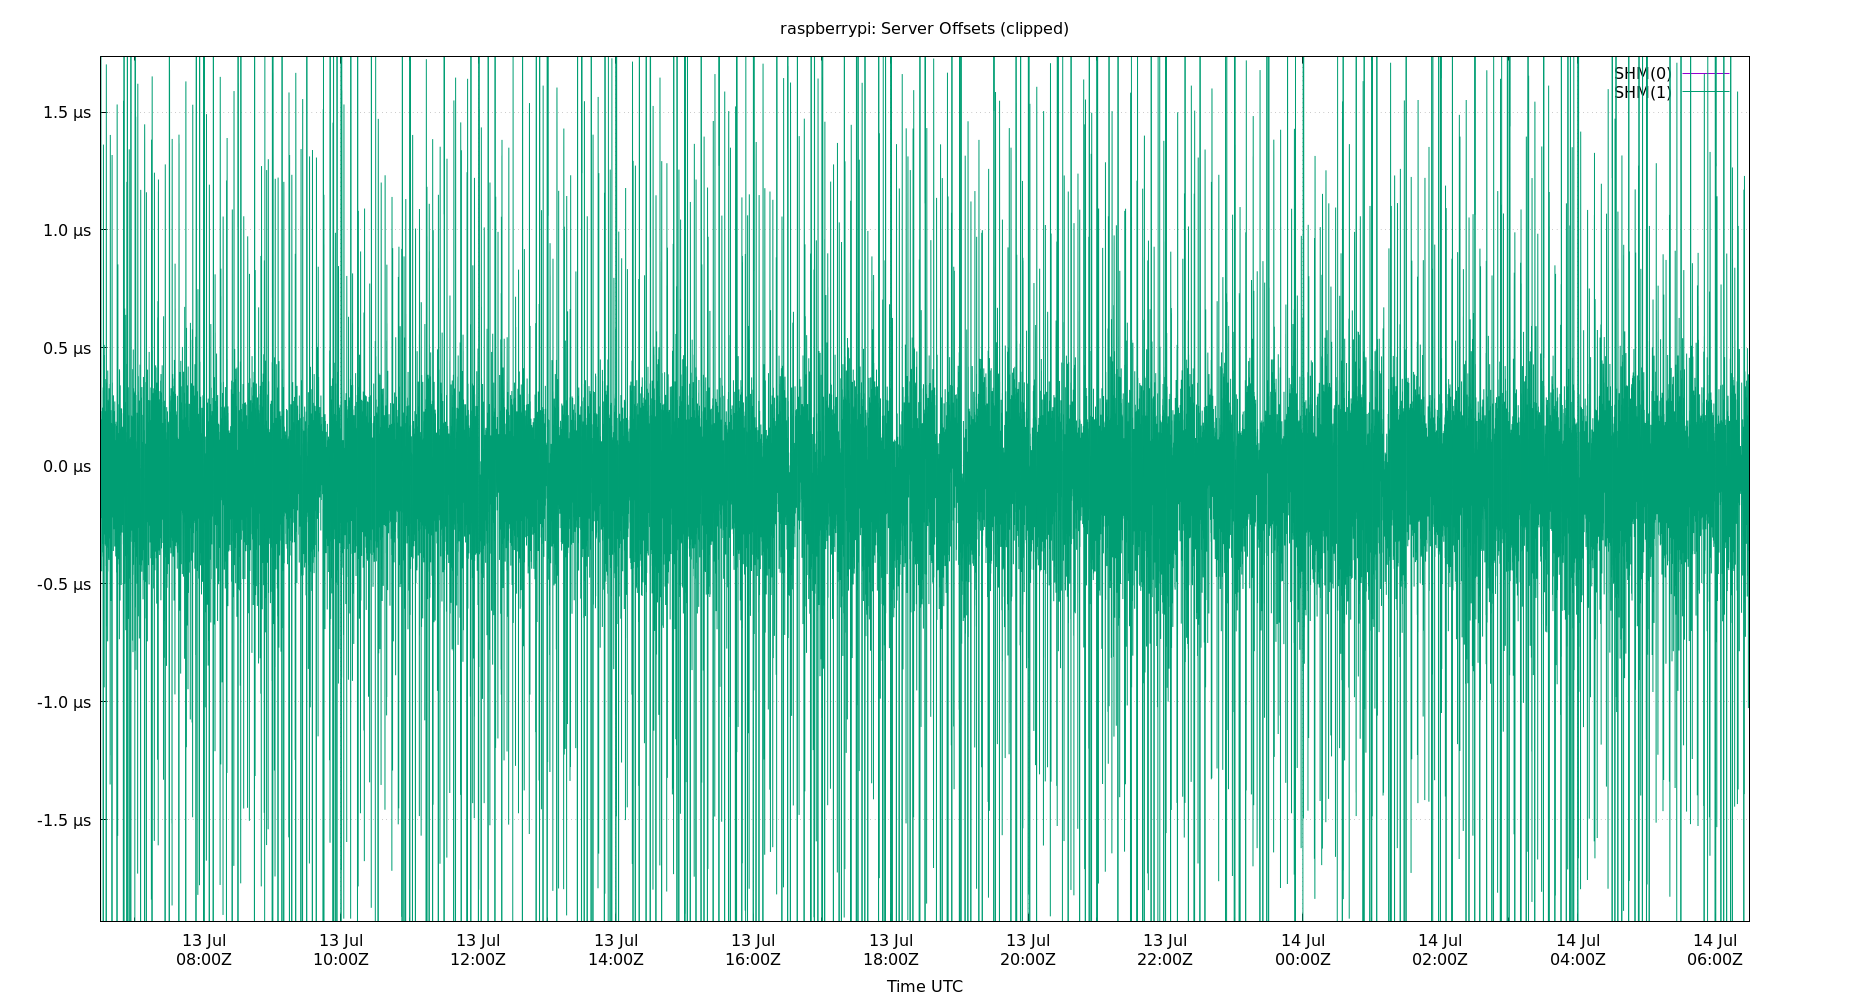 raspberrypi: Server Offsets (clipped)
SHM(0)
SHM(1)
1.5 µs
1.0 µs
0.5 µs
0.0 µs
-0.5 µs
-1.0 µs
-1.5 µs
13 Jul 13 Jul 13 Jul 13 Jul 13 Jul 13 Jul 13 Jul 13 Jul 14 Jul 14 Jul 14 Jul 14 Jul
08:00Z 10:00Z 12:00Z 14:00Z 16:00Z 18:00Z 20:00Z 22:00Z 00:00Z 02:00Z 04:00Z 06:00Z
Time UTC